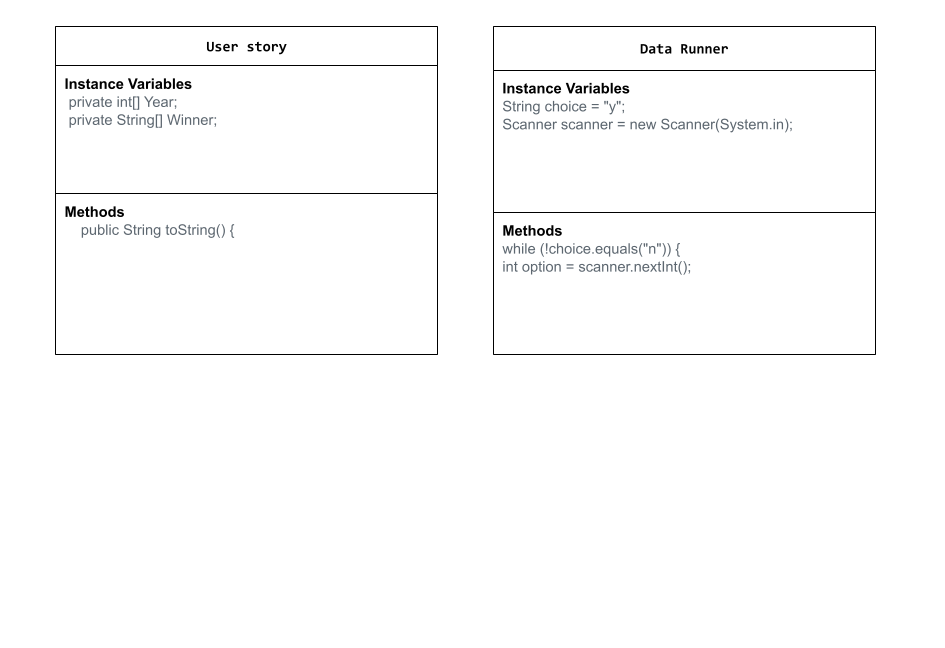 User story
Instance Variables
private int[] Year;
private String[] Winner;
Methods
public String toString() {
Data Runner
Instance Variables
String choice = "y";
Scanner scanner = new Scanner(System.in);
Methods
while (!choice.equals("n")) {
int option = scanner.nextInt();